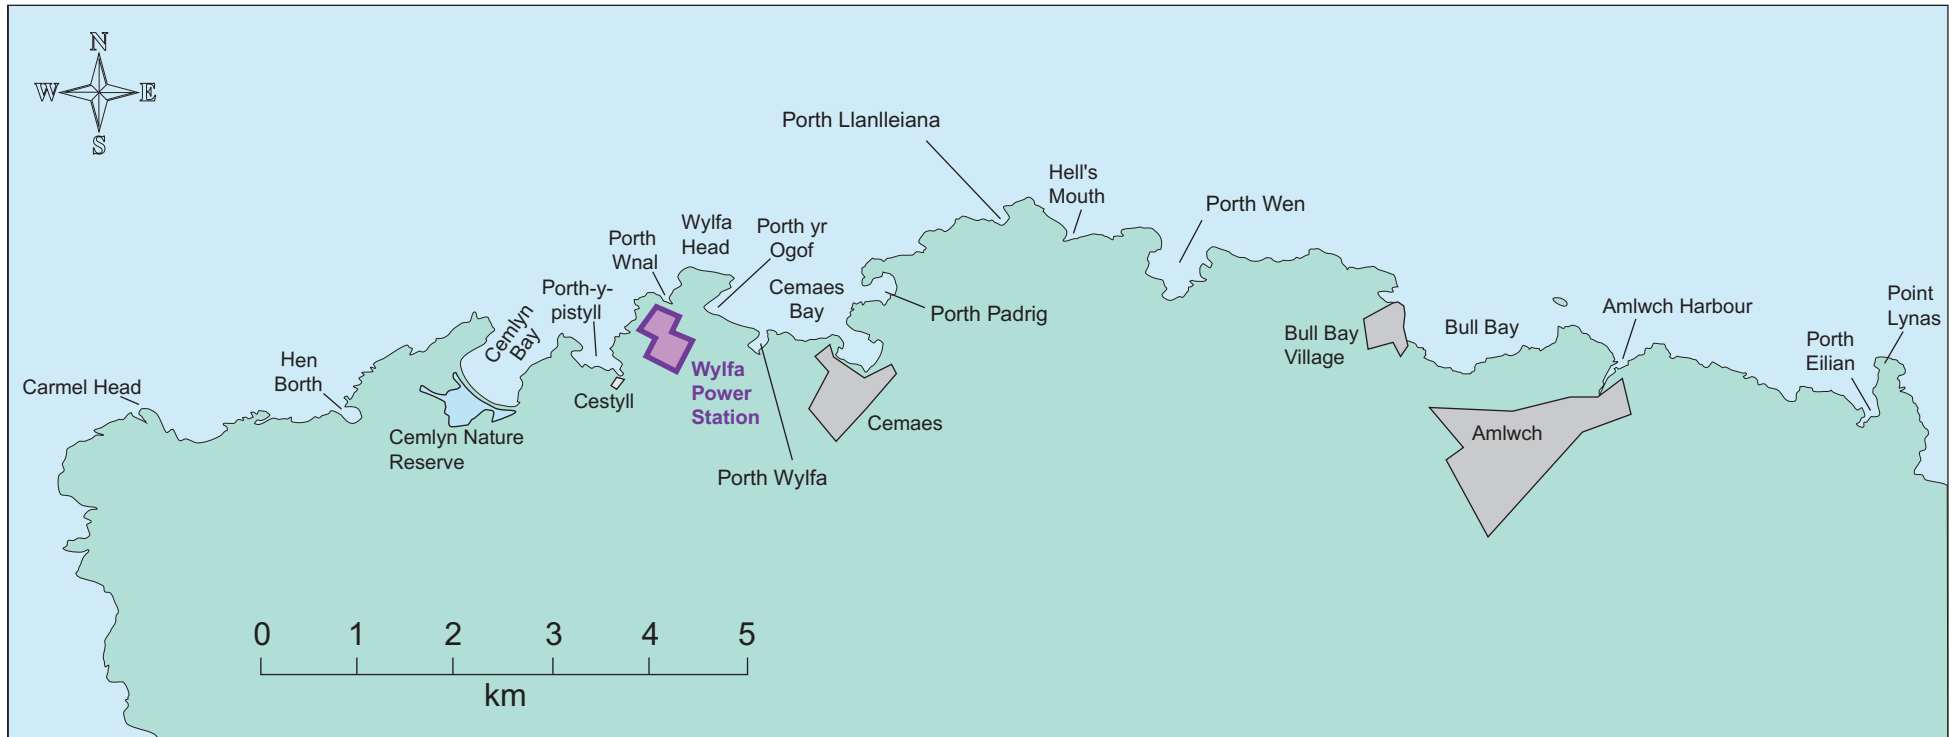 N
W E
S
Porth Llanlleiana
Hell's
Mouth
Porth Wen
Wylfa
Head
Porth yr
Ogof
Porth
Wnal
Cemaes
Bay
Porth-y-
pistyll
Cemlyn
Bay
Porth Padrig
Bull Bay
Village
Bull Bay
Amlwch Harbour
Point
Lynas
Porth
Eilian
Hen
Borth
Carmel Head
Wylfa
Power
Station
Cestyll
Cemaes
Cemlyn Nature
Reserve
Amlwch
Porth Wylfa
0 1 2 3 4 5
km